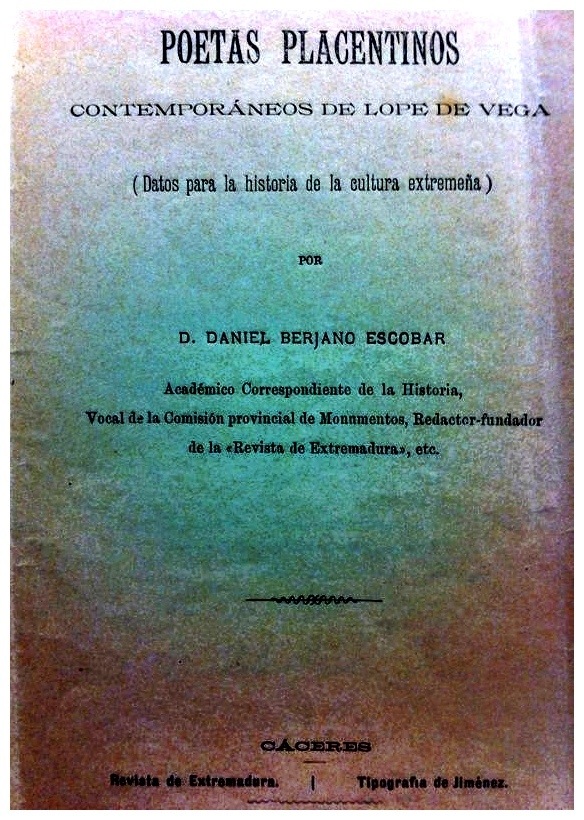 POETAS PLACENTINOS
CONTEMPORÁNEOS DE LOPE DE VEGA
(Datos para la historia de la cultura extremeña)
POR
D. DANIEL BERJANO ESCOBAR
Académico Correspondiente de la Historia,
Vocal de la Comisión provincial de Monnmentos, Redactor-fundador
de la «Revista de Extremadura», etc.
CÁCERES
Revista de Extremadura. | Tipografía de Jiménez.